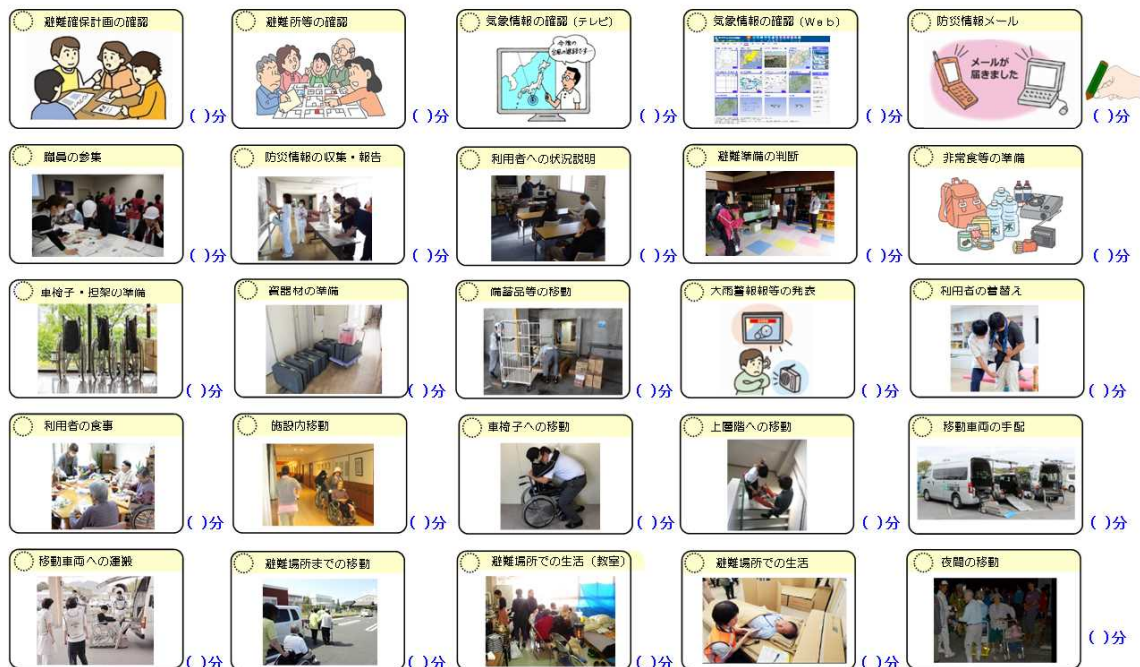 避難確保計画の確認
避難所等の確認
気象情報の確認（テレビ）
気象情報の確認（Ｗｅｂ）
防災情報メール
今後の
台風の進路です…
メールが
届きました
( )分
( )分
( )分
( )分
( )分
職員の参集
防災情報の収集・報告
利用者への状況説明
避難準備の判断
非常食等の準備
( )分
( )分
( )分
( )分
( )分
車椅子・担架の準備
資器材の準備
備蓄品等の移動
大雨警報報等の発表
利用者の着替え
( )分
( )分
( )分
( )分
( )分
利用者の食事
施設内移動
車椅子への移動
上層階への移動
移動車両の手配
( )分
( )分
( )分
( )分
( )分
移動車両への運搬
避難場所までの移動
避難場所での生活（教室）
避難場所での生活
夜間の移動
( )分
( )分
( )分
( )分
( )分